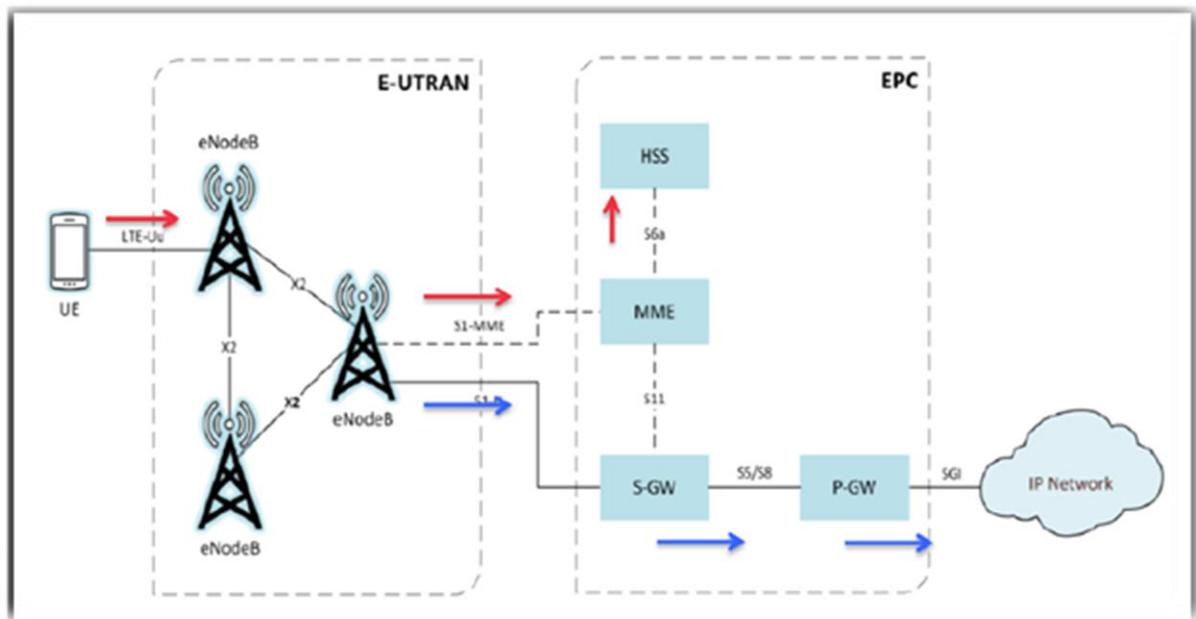 E-UTRAN
EPC
eNodeB
HSS
LTE-Uu
S6a
UE
X2
S1-MME
MME
X2
X2
eNodeB
S11
S-GW
S5/S8
P-GW
SGi
IP Network
eNodeB